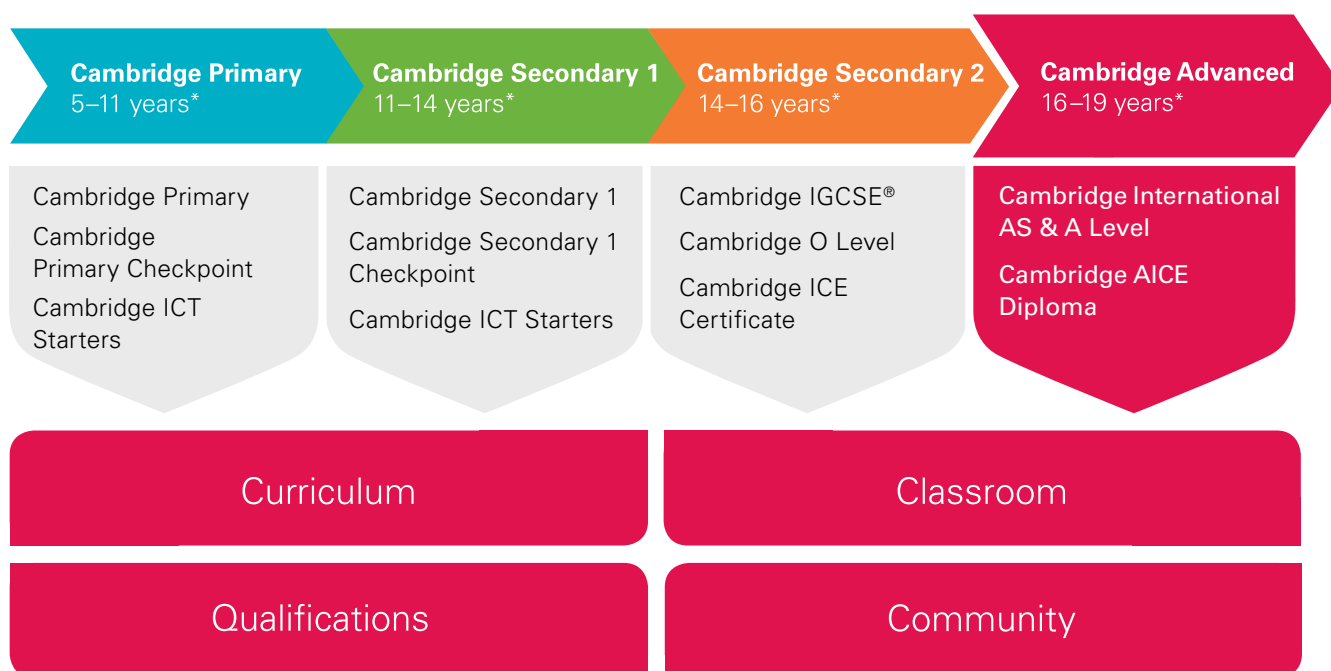 Cambridge Primary
5–11 years*
Cambridge Secondary 1
11–14 years*
Cambridge Secondary 2
14–16 years*
Cambridge Advanced
16–19 years*
Cambridge Primary
Cambridge
Primary Checkpoint
Cambridge ICT
Starters
Cambridge Secondary 1
Cambridge Secondary 1
Checkpoint
Cambridge ICT Starters
Cambridge IGCSE®
Cambridge O Level
Cambridge ICE
Certificate
Cambridge International
AS & A Level
Cambridge AICE
Diploma
Curriculum
Classroom
Qualifications
Community